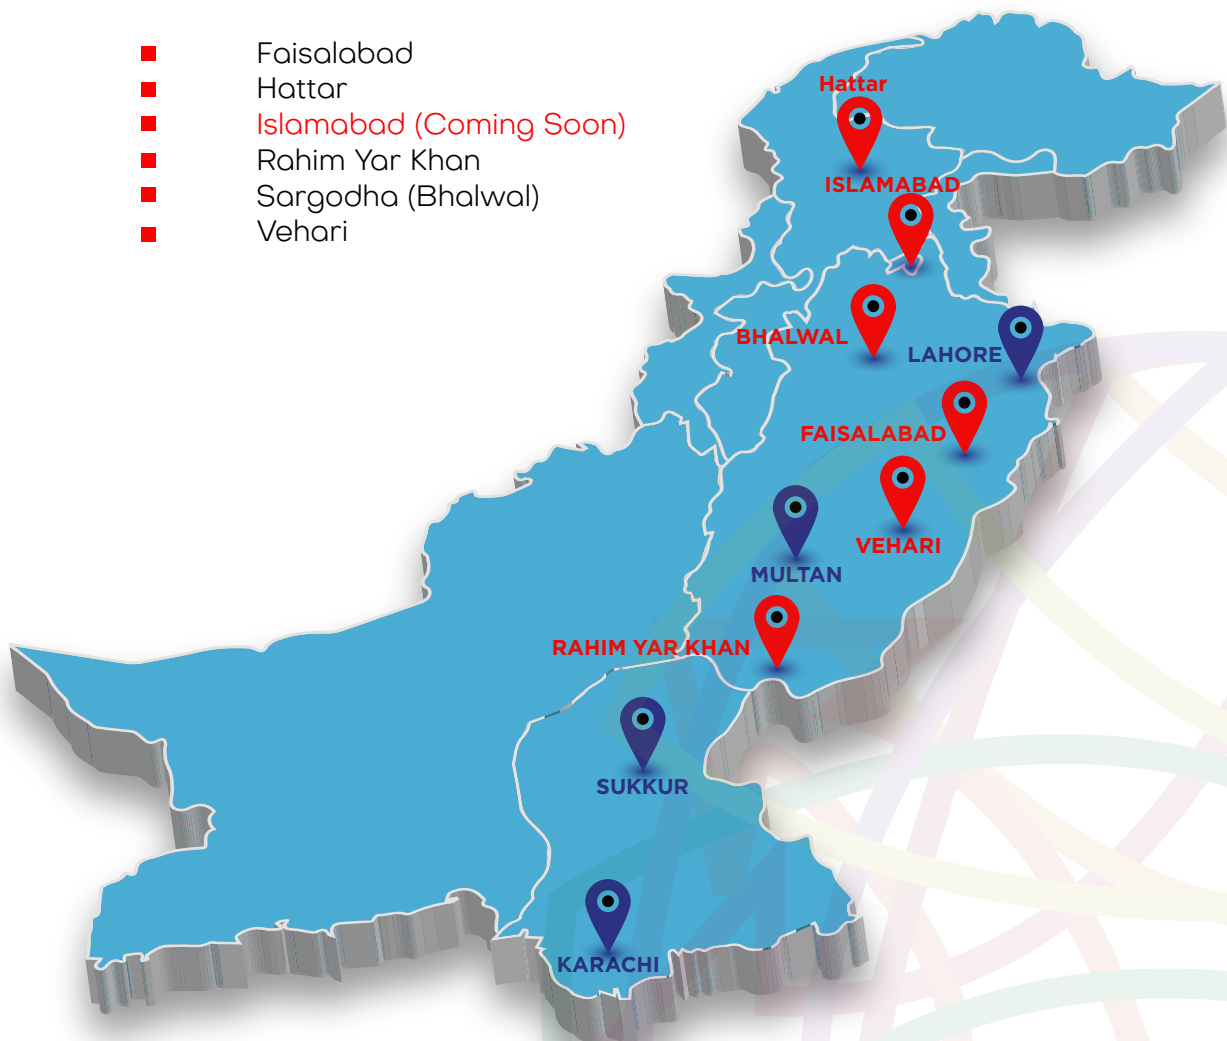 Faisalabad
Hattar
Islamabad (Coming Soon)
Rahim Yar Khan
Sargodha (Bhalwal)
Vehari
Hattar
ISLAMABAD
BHALWAL
LAHORE
FAISALABAD
VEHARI
MULTAN
RAHIM YAR KHAN
SUKKUR
KARACHI